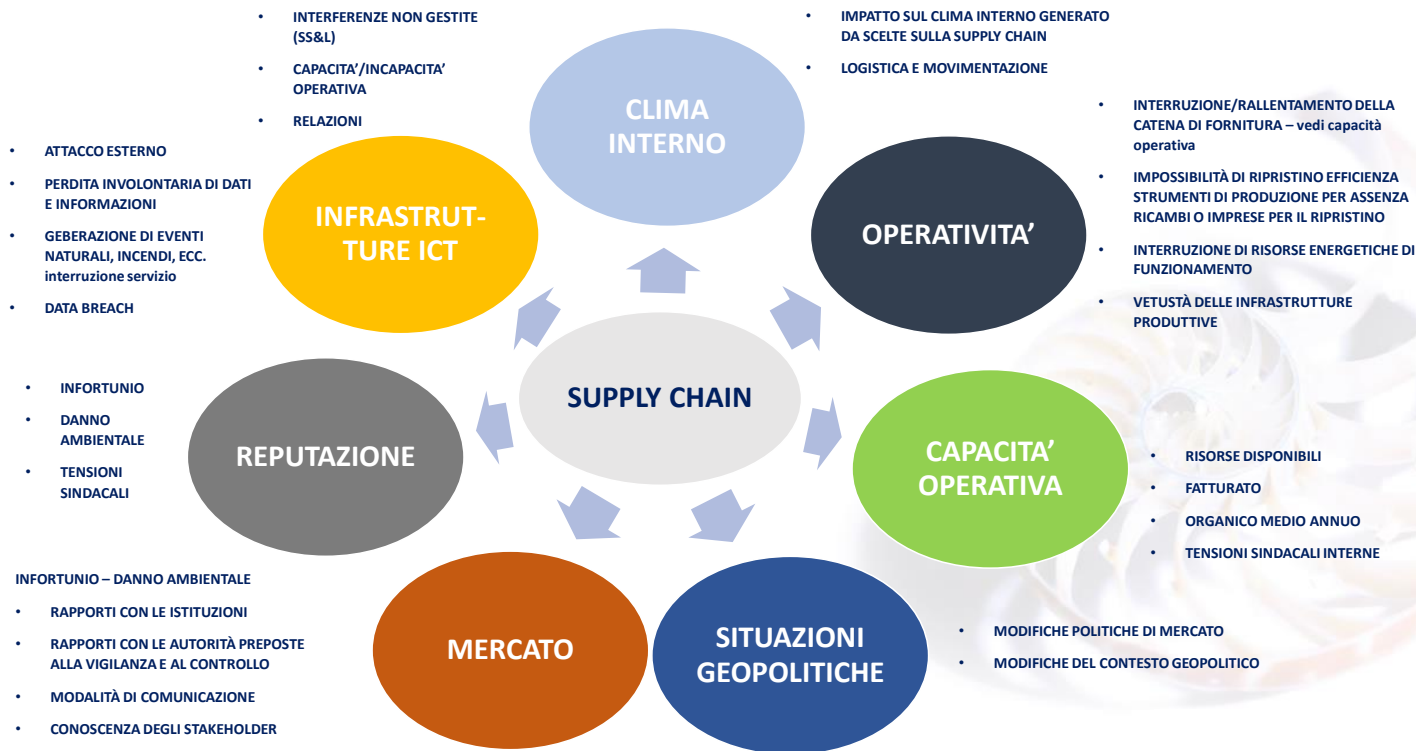 INTERFERENZE NON GESTITE
(SS&L)
CAPACITA’/INCAPACITA’
OPERATIVA
RELAZIONI
CLIMA
INTERNO
IMPATTO SUL CLIMA INTERNO GENERATO
DA SCELTE SULLA SUPPLY CHAIN
LOGISTICA E MOVIMENTAZIONE
ATTACCO ESTERNO
PERDITA INVOLONTARIA DI DATI
E INFORMAZIONI
GEBERAZIONE DI EVENTI
NATURALI, INCENDI, ECC.
interruzione servizio
DATA BREACH
INFRASTRUT-
TURE ICT
OPERATIVITA’
INTERRUZIONE/RALLENTAMENTO DELLA
CATENA DI FORNITURA – vedi capacità
operativa
IMPOSSIBILITÀ DI RIPRISTINO EFFICIENZA
STRUMENTI DI PRODUZIONE PER ASSENZA
RICAMBI O IMPRESE PER IL RIPRISTINO
INTERRUZIONE DI RISORSE ENERGETICHE DI
FUNZIONAMENTO
VETUSTÀ DELLE INFRASTRUTTURE
PRODUTTIVE
SUPPLY CHAIN
INFORTUNIO
DANNO
AMBIENTALE
TENSIONI
SINDACALI
REPUTAZIONE
CAPACITA’
OPERATIVA
RISORSE DISPONIBILI
FATTURATO
ORGANICO MEDIO ANNUO
TENSIONI SINDACALI INTERNE
INFORTUNIO – DANNO AMBIENTALE
RAPPORTI CON LE ISTITUZIONI
RAPPORTI CON LE AUTORITÀ PREPOSTE
ALLA VIGILANZA E AL CONTROLLO
MODALITÀ DI COMUNICAZIONE
CONOSCENZA DEGLI STAKEHOLDER
MERCATO
SITUAZIONI
GEOPOLITICHE
MODIFICHE POLITICHE DI MERCATO
MODIFICHE DEL CONTESTO GEOPOLITICO